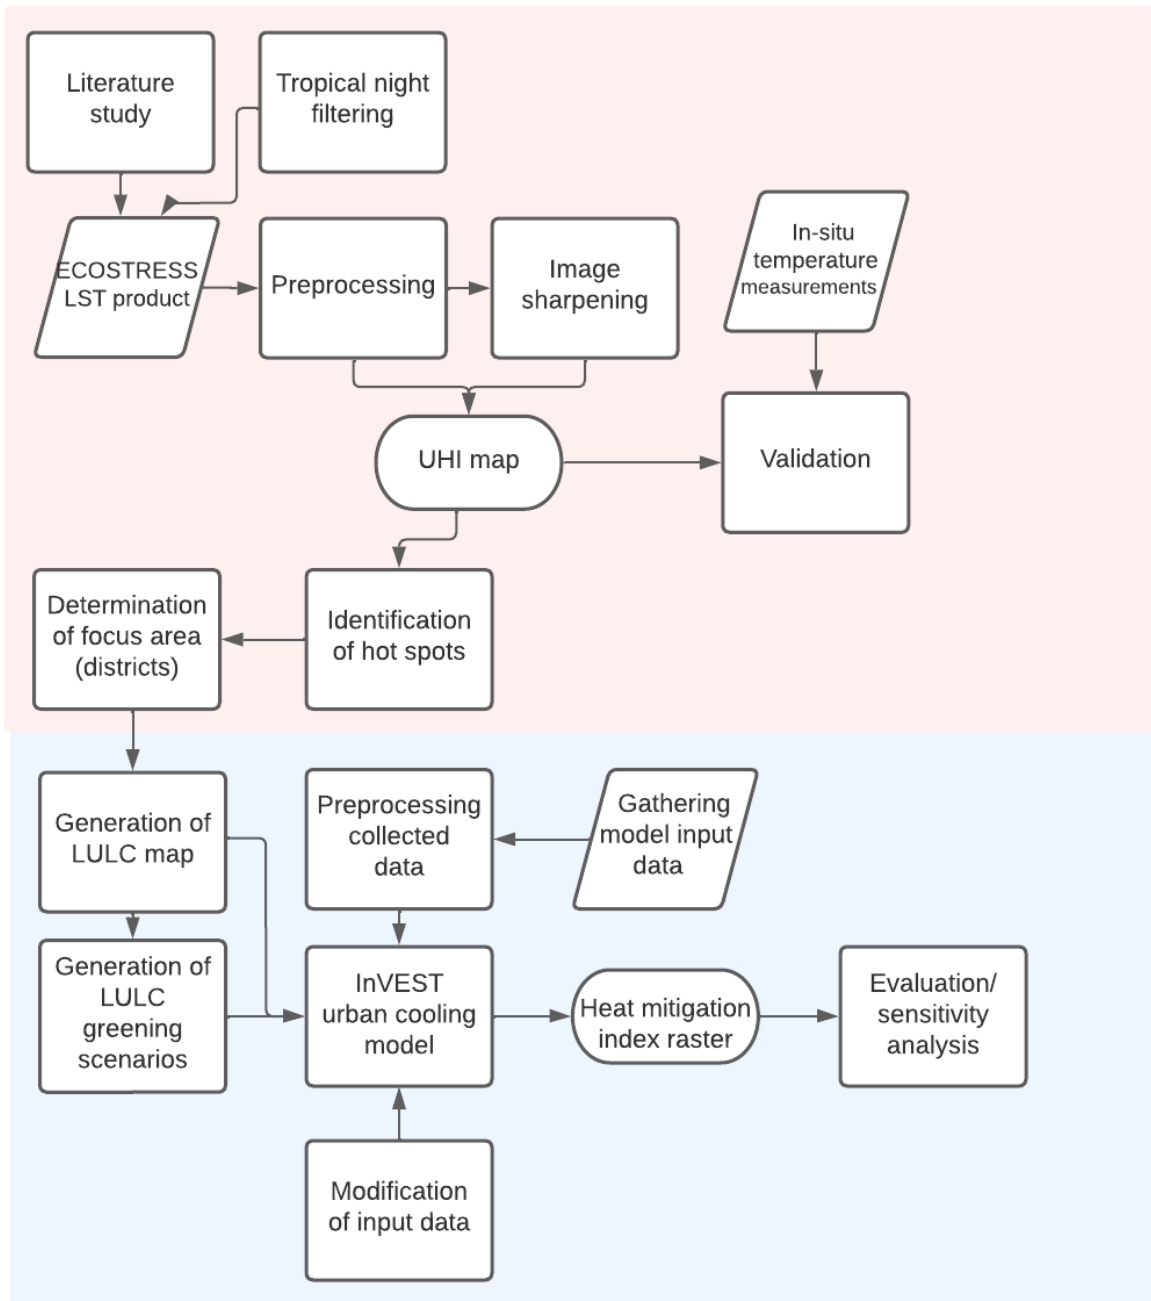 Literature
study
Tropical night
filtering
ECOSTRESS
LST product
Preprocessing
Image
sharpening
In-situ
temperature
measurements
UHI map
Validation
Determination
of focus area
(districts)
Identification
of hot spots
Generation of
LULC map
Preprocessing
collected
data
Gathering
model input
data
Generation of
LULC
greening
scenarios
InVEST
urban cooling
model
Heat mitigation
index raster
Evaluation/
sensitivity
analysis
Modification
of input data